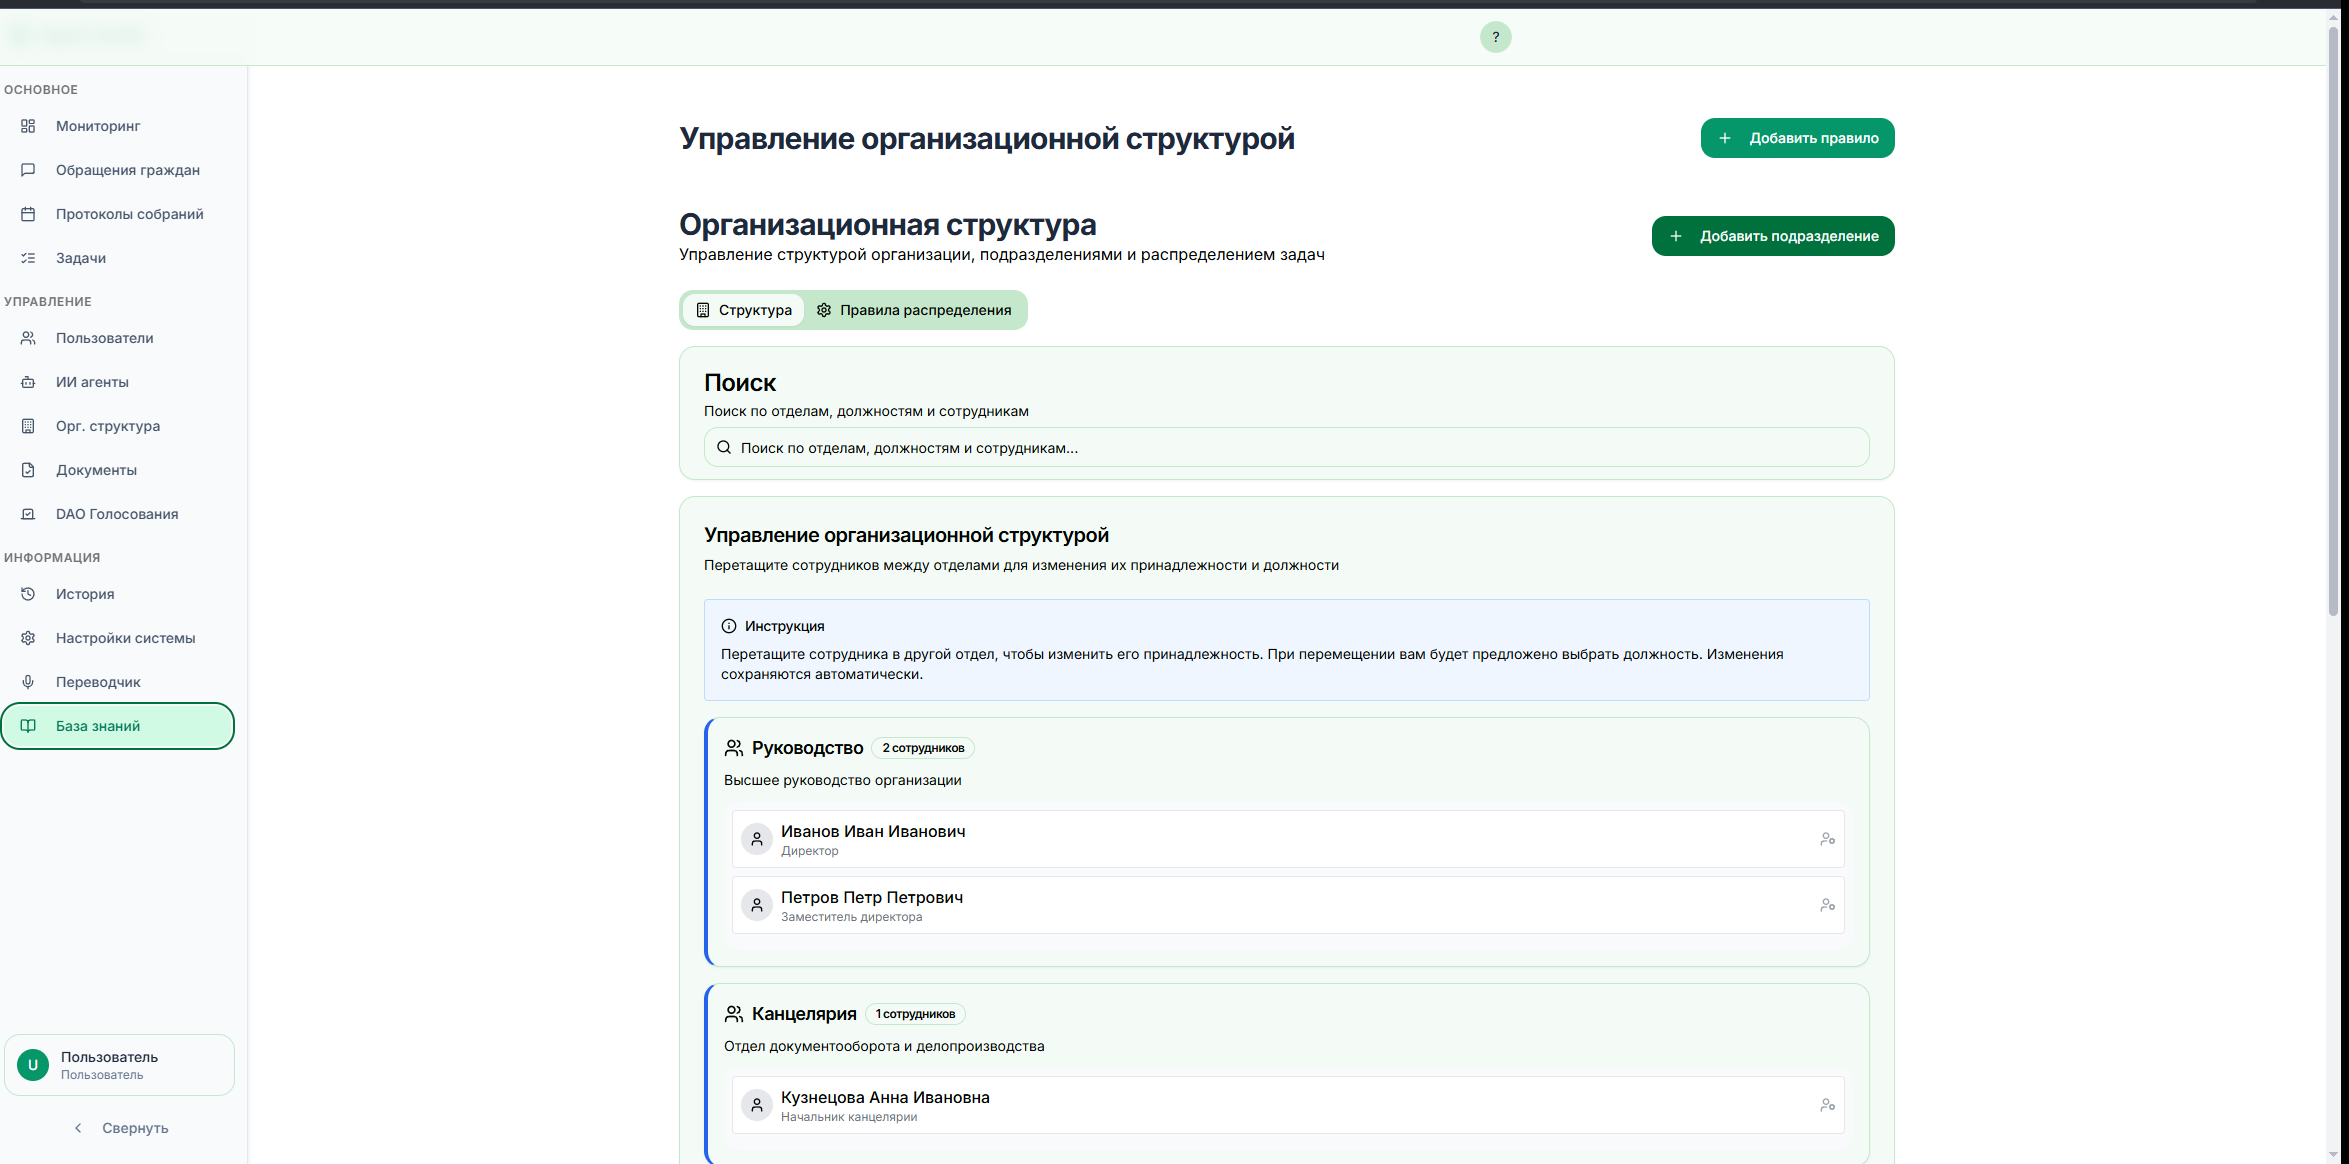 ?
ОСНОВНОЕ
Мониторинг
Обращения граждан
Протоколы собраний
Задачи
УПРАВЛЕНИЕ
Пользователи
ИИ агенты
Орг. структура
Документы
DAO Голосования
ИНФОРМАЦИЯ
История
Настройки системы
Переводчик
База знаний
U
Пользователь
Пользователь
Свернуть
Управление организационной структурой
Добавить правило
Организационная структура
Управление структурой организации, подразделениями и распределением задач
Добавить подразделение
Структура
Правила распределения
Поиск
Поиск по отделам, должностям и сотрудникам
Поиск по отделам, должностям и сотрудникам...
Управление организационной структурой
Перетащите сотрудников между отделами для изменения их принадлежности и должности
Инструкция
Перетащите сотрудника в другой отдел, чтобы изменить его принадлежность. При перемещении вам будет предложено выбрать должность. Изменения
сохраняются автоматически.
Руководство 2 сотрудников
Высшее руководство организации
Иванов Иван Иванович
Директор
Петров Петр Петрович
Заместитель директора
Канцелярия 1 сотрудников
Отдел документооборота и делопроизводства
Кузнецова Анна Ивановна
Начальник канцелярии